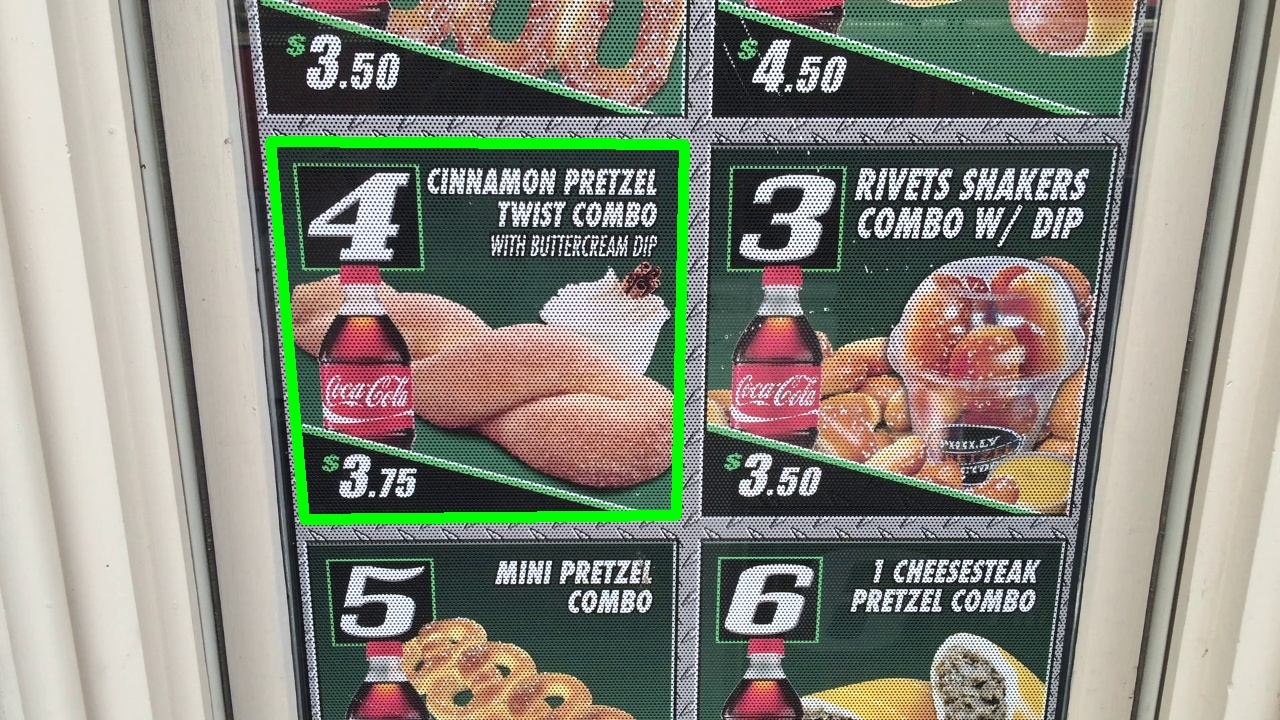 $3.50
$4.50
4
CINNAMON PRETZEL
TWIST COMBO
WITH BUTTERCREAM DIP
Coca-Cola
$3.75
3
RIVETS SHAKERS
COMBO W/ DIP
Coca-Cola
$3.50
5
MINI PRETZEL
COMBO
6
1 CHEESESTEAK
PRETZEL COMBO